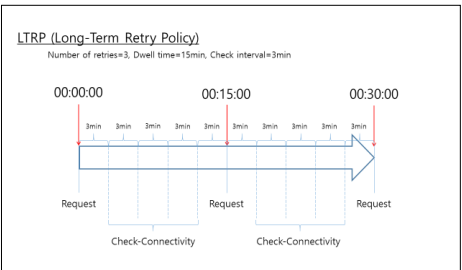 LTRP (Long-Term Retry Policy)
Number of retries=3, Dwell time=15min, Check interval=3min
00:00:00 00:15:00 00:30:00
3min 3min 3min 3min 3min 3min 3min 3min 3min 3min
Request Request Request
Check-Connectivity Check-Connectivity